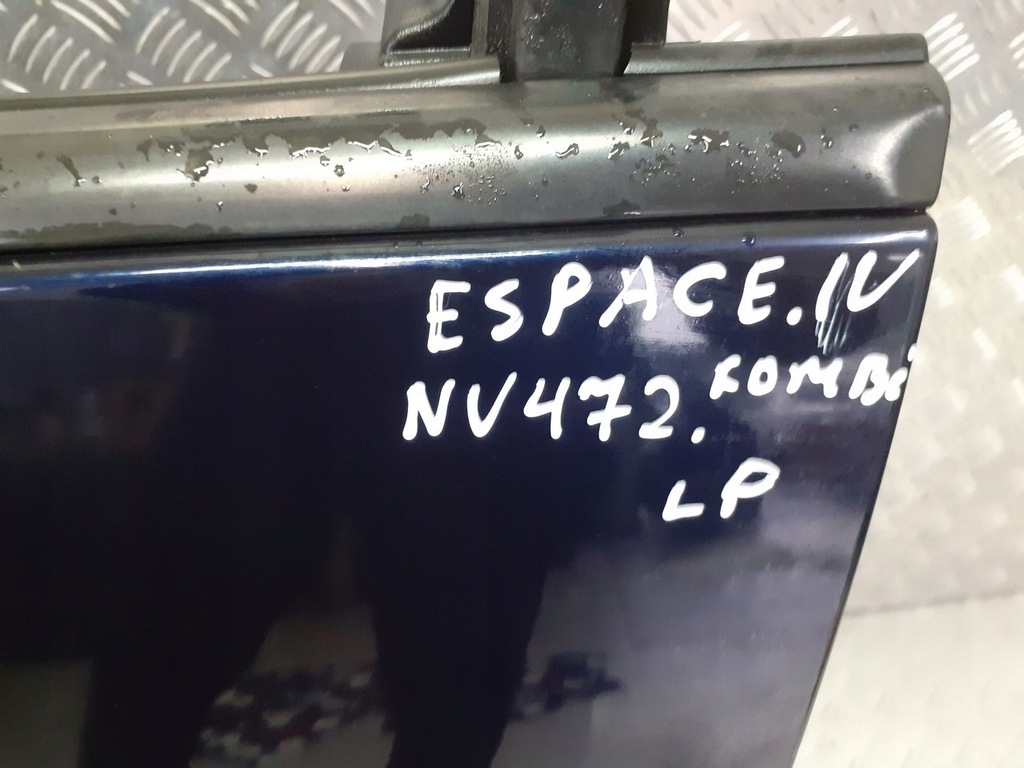 ESPACE.IV
NV472. KOMBI
LP